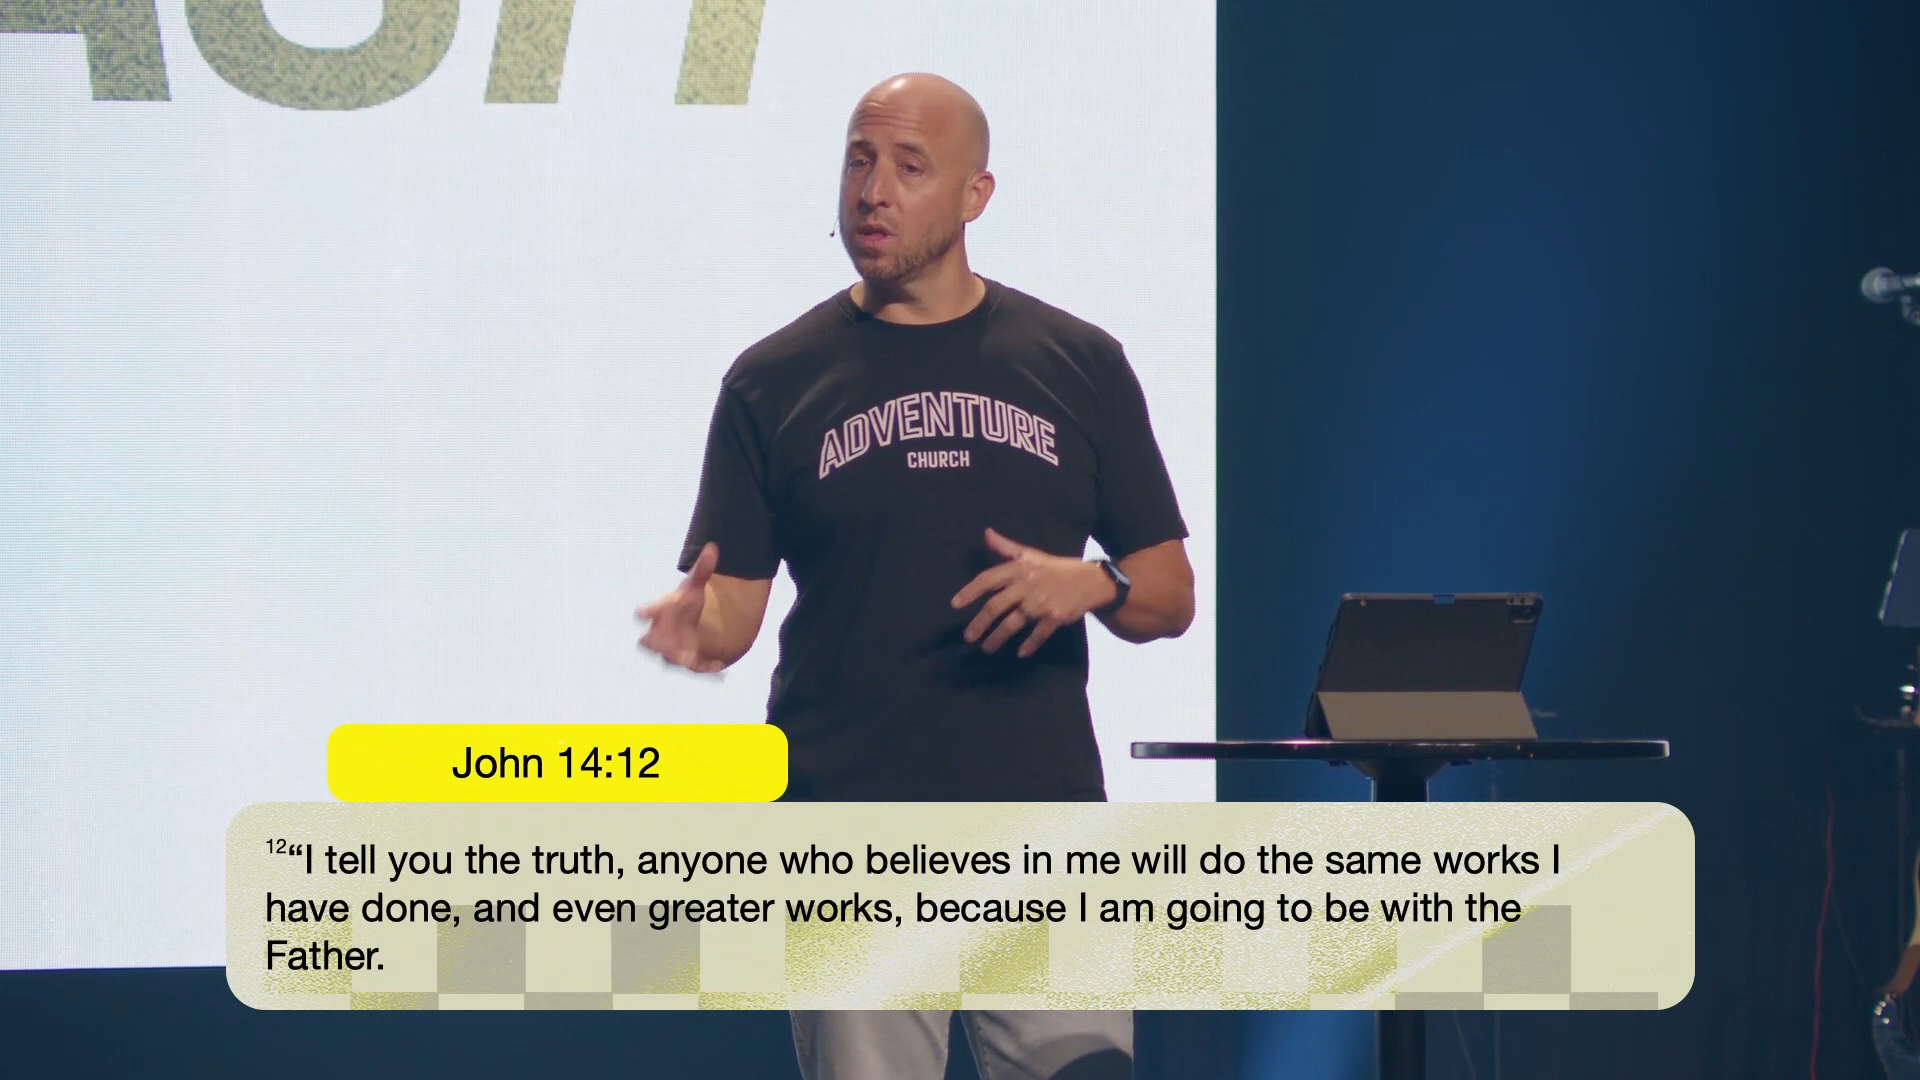 ADVENTURE
CHURCH
John 14:12
12“I tell you the truth, anyone who believes in me will do the same works I
have done, and even greater works, because I am going to be with the
Father.